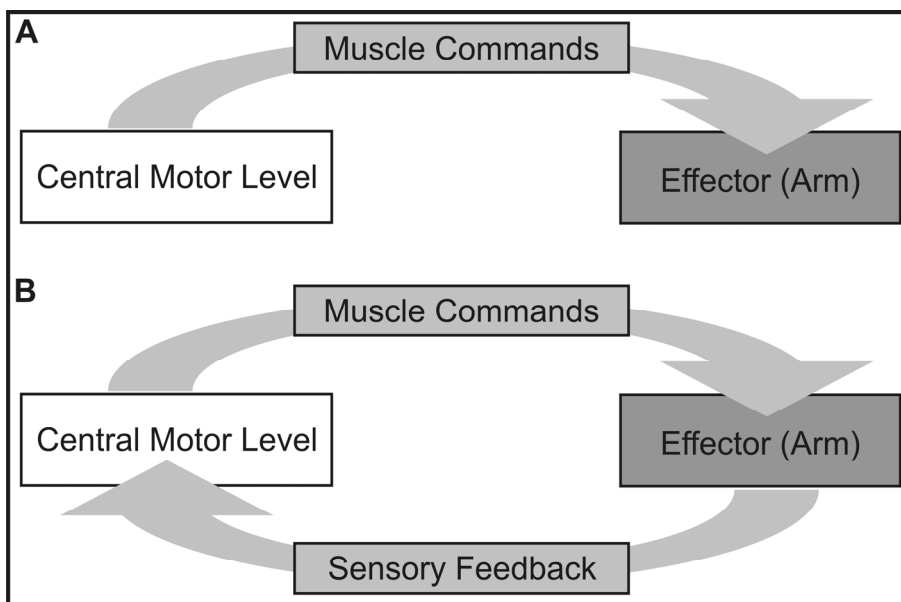 A
Muscle Commands
Central Motor Level
Effector (Arm)
B
Muscle Commands
Central Motor Level
Effector (Arm)
Sensory Feedback